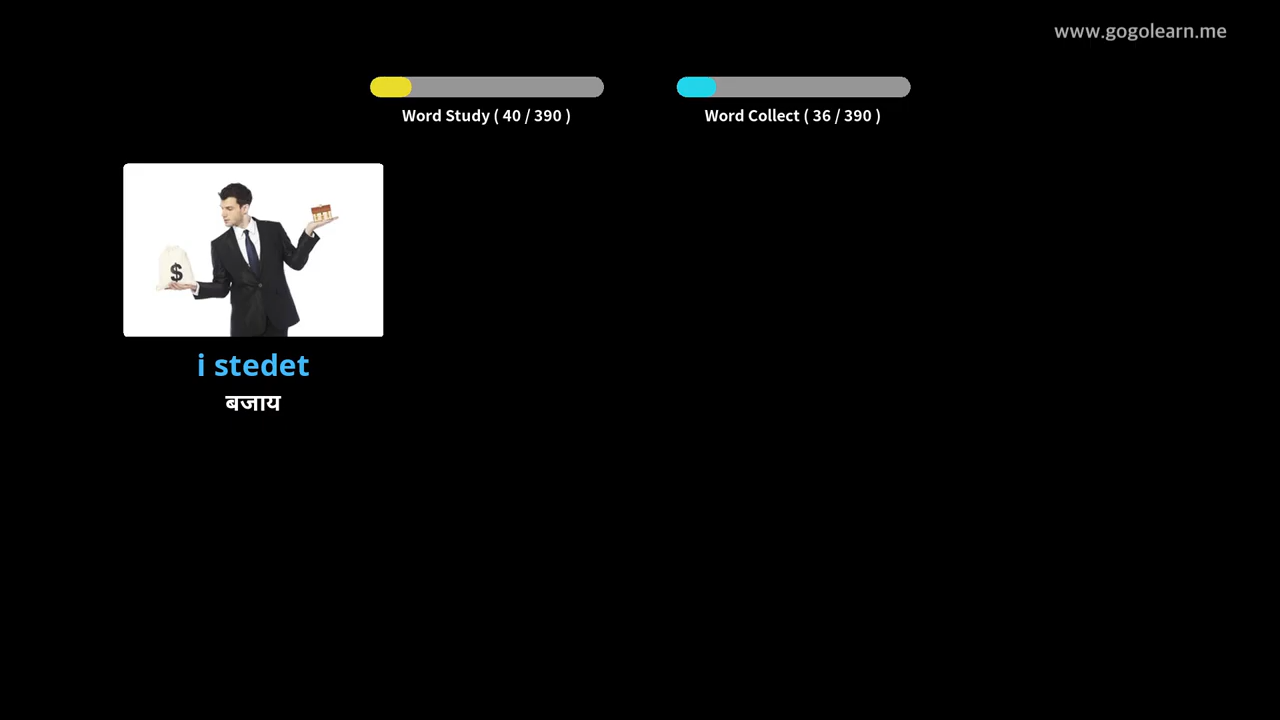 www.gogolearn.me
Word Study ( 40 / 390 )
Word Collect ( 36 / 390 )
$
i stedet
बजाय